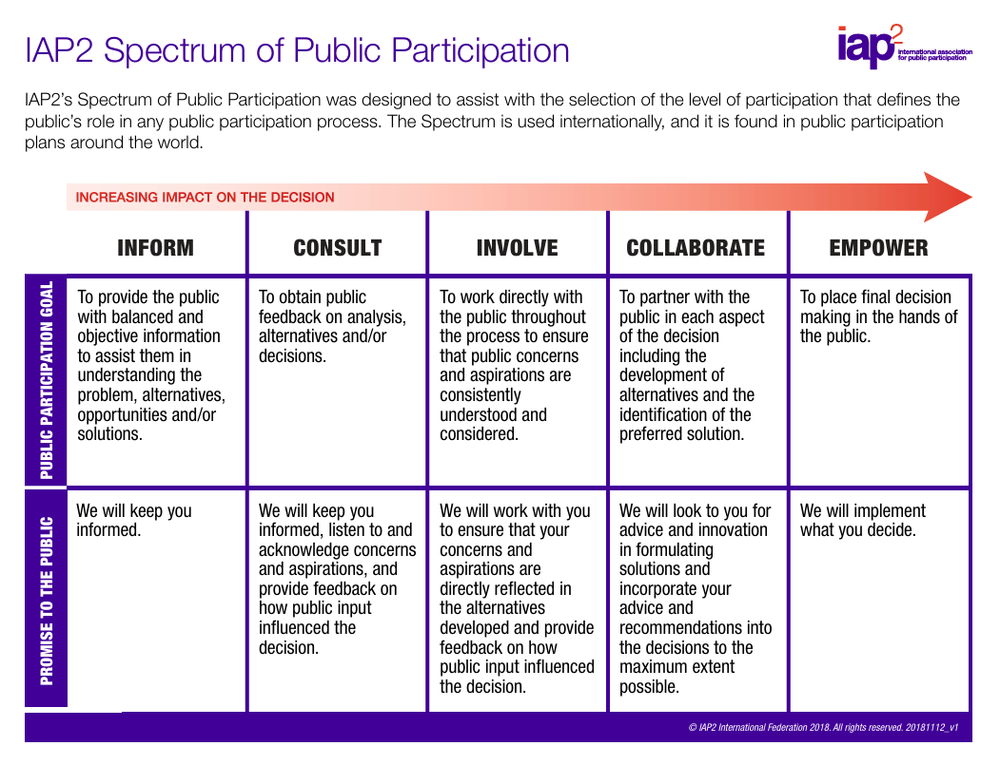 IAP2 Spectrum of Public Participation
iap2
international association
for public participation
IAP2’s Spectrum of Public Participation was designed to assist with the selection of the level of participation that defines the
public’s role in any public participation process. The Spectrum is used internationally, and it is found in public participation
plans around the world.
INCREASING IMPACT ON THE DECISION
INFORM
CONSULT
INVOLVE
COLLABORATE
EMPOWER
PUBLIC PARTICIPATION GOAL
To provide the public
with balanced and
objective information
to assist them in
understanding the
problem, alternatives,
opportunities and/or
solutions.
To obtain public
feedback on analysis,
alternatives and/or
decisions.
To work directly with
the public throughout
the process to ensure
that public concerns
and aspirations are
consistently
understood and
considered.
To partner with the
public in each aspect
of the decision
including the
development of
alternatives and the
identification of the
preferred solution.
To place final decision
making in the hands of
the public.
PROMISE TO THE PUBLIC
We will keep you
informed.
We will keep you
informed, listen to and
acknowledge concerns
and aspirations, and
provide feedback on
how public input
influenced the
decision.
We will work with you
to ensure that your
concerns and
aspirations are
directly reflected in
the alternatives
developed and provide
feedback on how
public input influenced
the decision.
We will look to you for
advice and innovation
in formulating
solutions and
incorporate your
advice and
recommendations into
the decisions to the
maximum extent
possible.
We will implement
what you decide.
© IAP2 International Federation 2018. All rights reserved. 20181112_v1